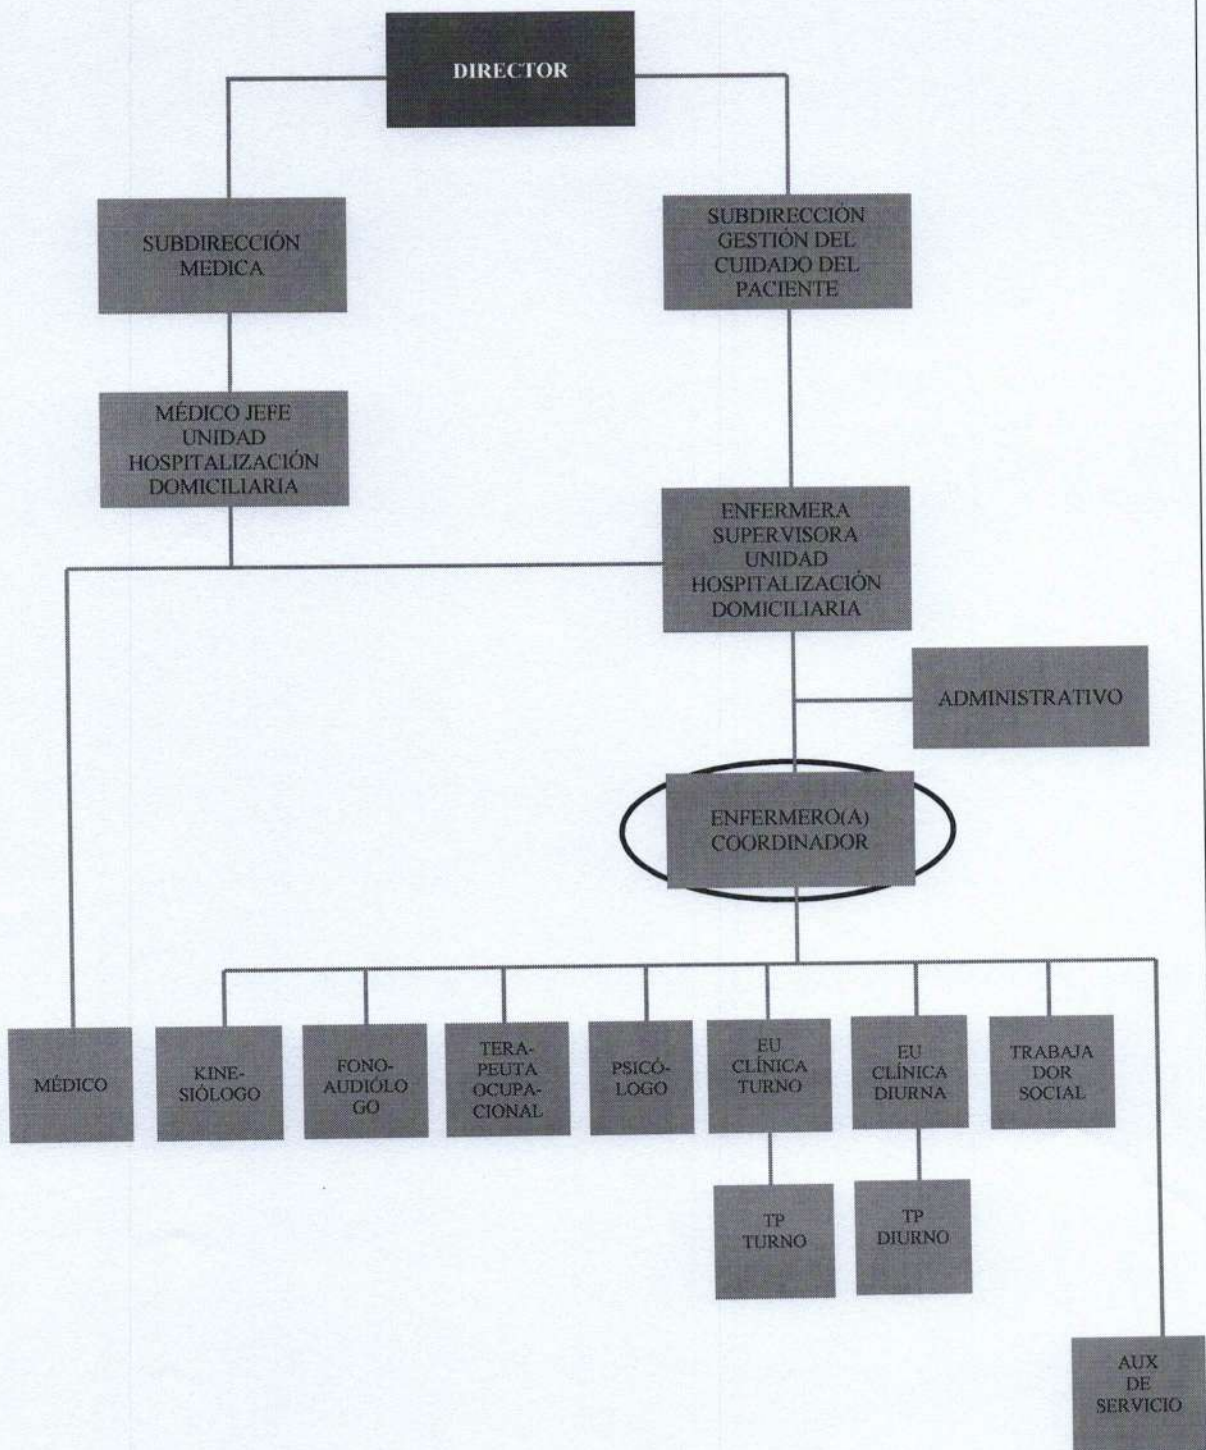 DIRECTOR
SUBDIRECCIÓN
MEDICA
SUBDIRECCIÓN
GESTIÓN DEL
CUIDADO DEL
PACIENTE
MÉDICO JEFE
UNIDAD
HOSPITALIZACIÓN
DOMICILIARIA
ENFERMERA
SUPERVISORA
UNIDAD
HOSPITALIZACIÓN
DOMICILIARIA
ADMINISTRATIVO
ENFERMERO(A)
COORDINADOR
MÉDICO
KINE-
SIÓLOGO
FONO-
AUDIÓLO
GO
TERA-
PEUTA
OCUPA-
CIONAL
PSICÓ-
LOGO
EU
CLÍNICA
TURNO
EU
CLÍNICA
DIURNA
TRABAJA
DOR
SOCIAL
TP
TURNO
TP
DIURNO
AUX
DE
SERVICIO